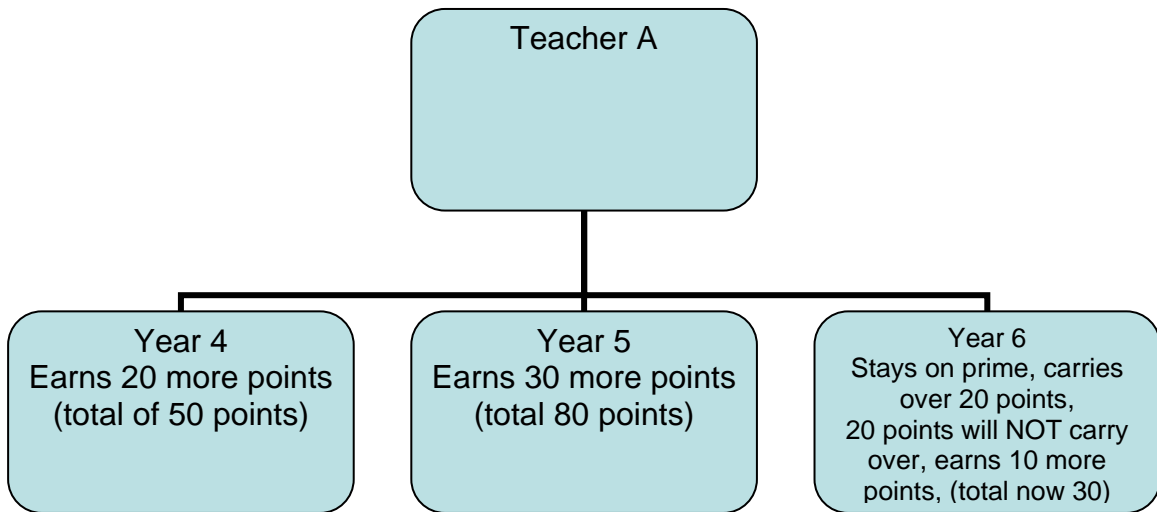 Teacher A
Year 4
Earns 20 more points
(total of 50 points)
Year 5
Earns 30 more points
(total 80 points)
Year 6
Stays on prime, carries
over 20 points,
20 points will NOT carry
over, earns 10 more
points, (total now 30)